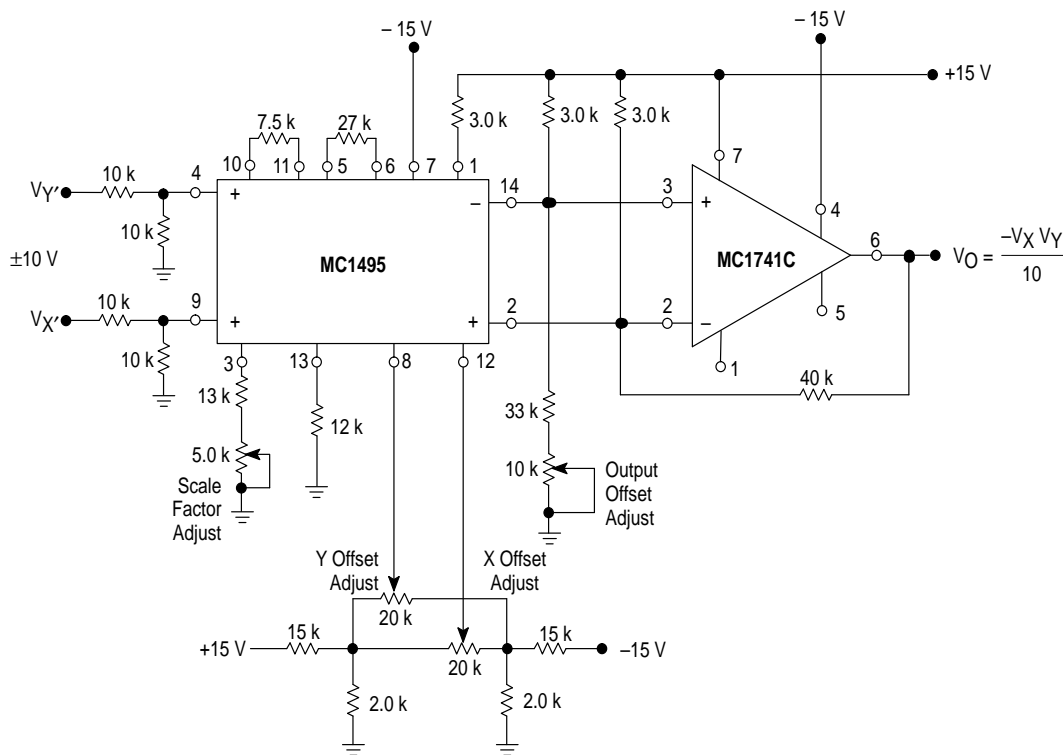 – 15 V
– 15 V
+15 V
7.5 k
27 k
3.0 k
3.0 k
3.0 k
10
11
5
6
7
1
7
4
VY′
10 k
4
+
–
14
3
+
10 k
±10 V
MC1495
MC1741C
6
VO =
–VX VY
10
5
VX′
10 k
9
+
+
2
2
–
1
10 k
3
13
8
12
40 k
13 k
12 k
33 k
5.0 k
10 k
Scale
Factor
Adjust
Output
Offset
Adjust
Y Offset
Adjust
X Offset
Adjust
20 k
+15 V
15 k
20 k
15 k
–15 V
2.0 k
2.0 k